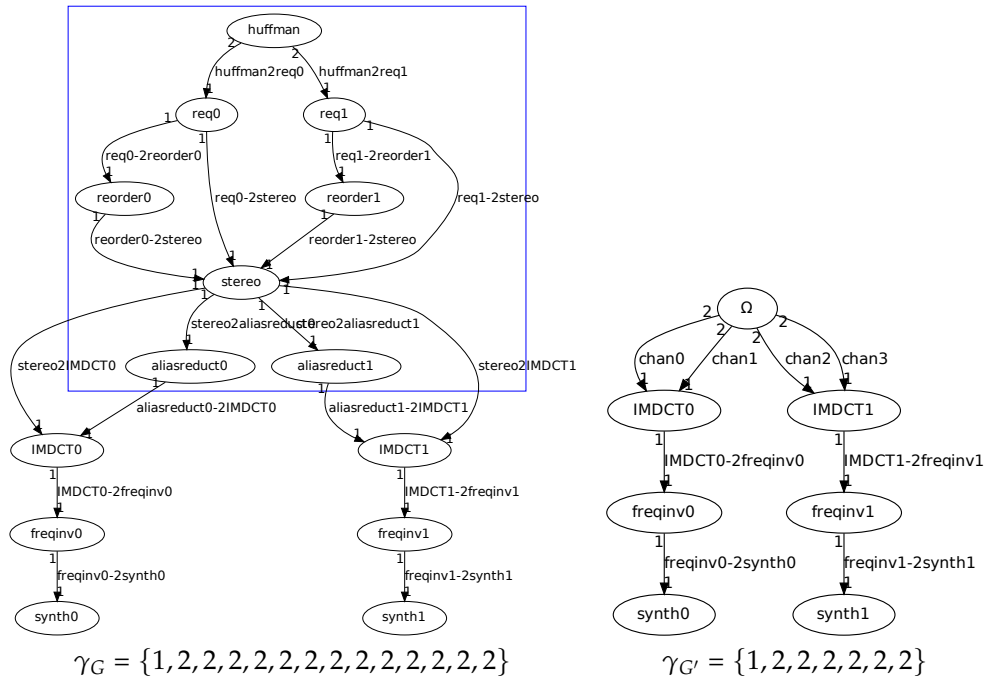 huffman
2 2
huffman2req0 huffman2req1
1 1
req0 req1
1 1 1 1
req0-2reorder0 req1-2reorder1
1 1
reorder0 req0-2stereo reorder1 req1-2stereo
1 1
reorder0-2stereo reorder1-2stereo
1 1 1 1 1
stereo
1 1 1 1
stereo2aliasreduct0 stereo2aliasreduct1
1 1
stereo2IMDCT0 aliasreduct0 aliasreduct1 stereo2IMDCT1
1 1
aliasreduct0-2IMDCT0 aliasreduct1-2IMDCT1
1 1 1 1
IMDCT0 IMDCT1
1 1
IMDCT0-2freqinv0 IMDCT1-2freqinv1
1 1
freqinv0 freqinv1
1 1
freqinv0-2synth0 freqinv1-2synth1
1 1
synth0 synth1
γG = {1, 2, 2, 2, 2, 2, 2, 2, 2, 2, 2, 2, 2, 2}
Ω
2 2 2 2
chan0 chan1 chan2 chan3
1 1 1 1
IMDCT0 IMDCT1
1 1
IMDCT0-2freqinv0 IMDCT1-2freqinv1
1 1
freqinv0 freqinv1
1 1
freqinv0-2synth0 freqinv1-2synth1
1 1
synth0 synth1
γG′ = {1, 2, 2, 2, 2, 2, 2}